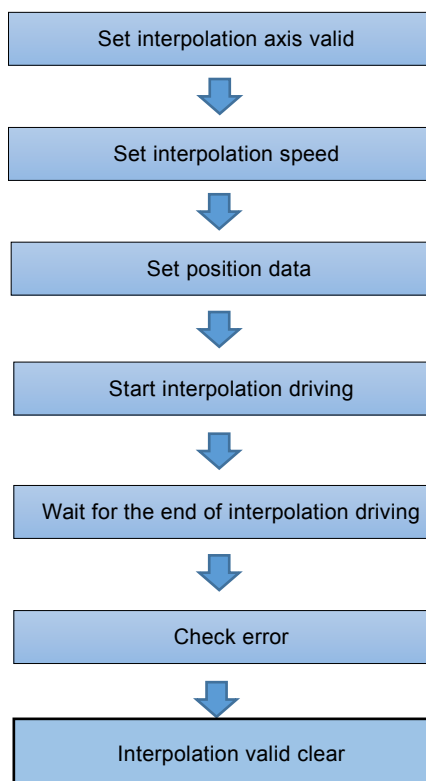 Set interpolation axis valid
Set interpolation speed
Set position data
Start interpolation driving
Wait for the end of interpolation driving
Check error
Interpolation valid clear